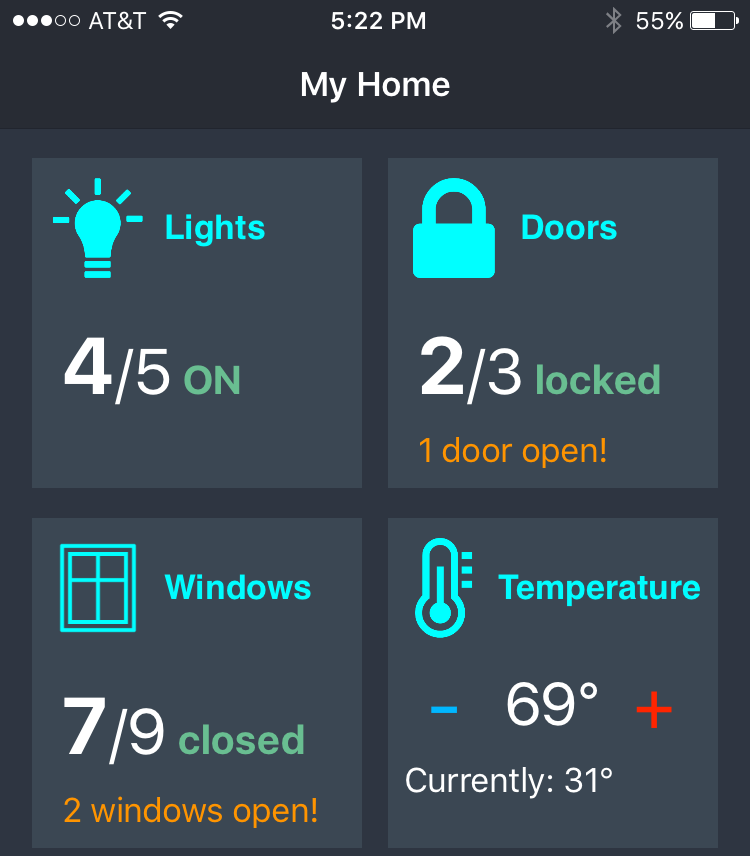 AT&T 5:22 PM 55%
My Home
Lights
4/5 ON
Doors
2/3 locked
1 door open!
Windows
7/9 closed
2 windows open!
Temperature
- 69° +
Currently: 31°